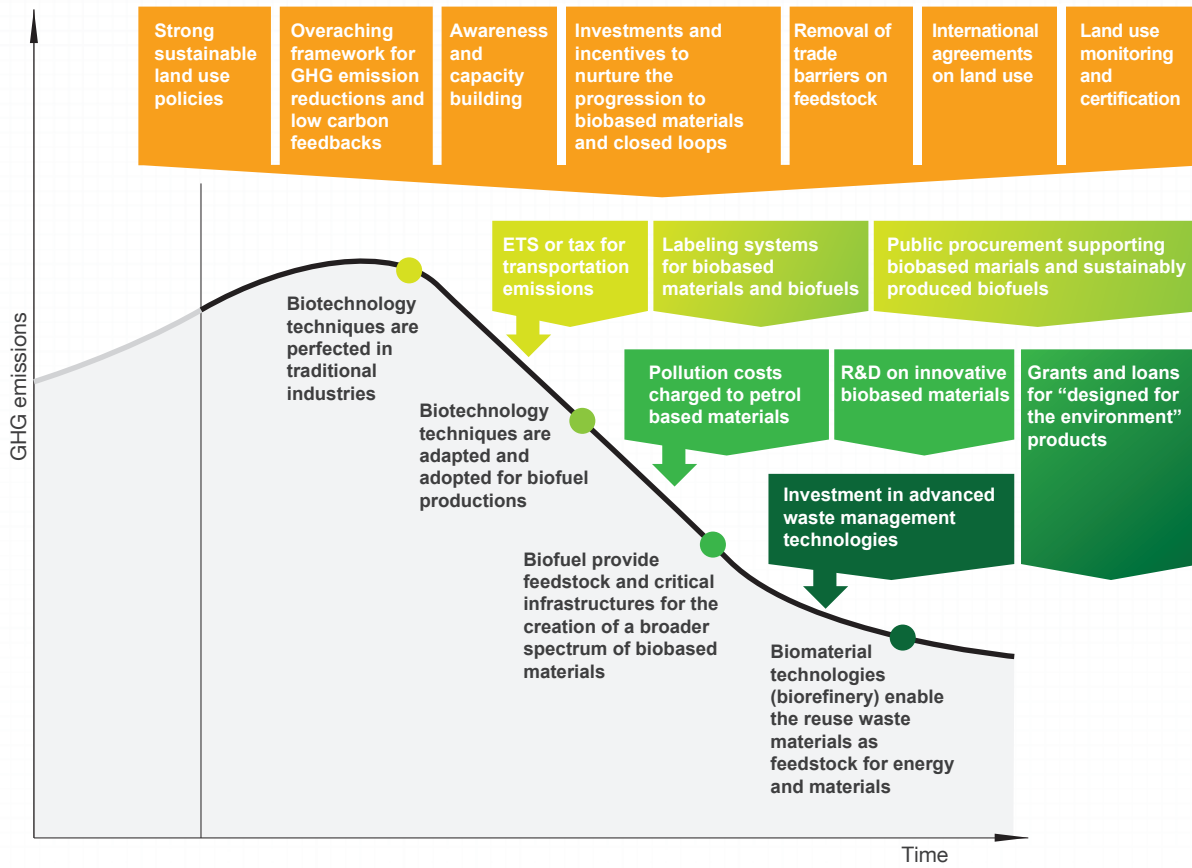 Strong
sustainable
land use
policies
Overaching
framework for
GHG emission
reductions and
low carbon
feedbacks
Awareness
and
capacity
building
Investments and
incentives to
nurture the
progression to
biobased materials
and closed loops
Removal of
trade
barriers on
feedstock
International
agreements
on land use
Land use
monitoring
and
certification
ETS or tax for
transportation
emissions
Labeling systems
for biobased
materials and biofuels
Public procurement supporting
biobased marials and sustainably
produced biofuels
Pollution costs
charged to petrol
based materials
R&D on innovative
biobased materials
Grants and loans
for “designed for
the environment”
products
Investment in advanced
waste management
technologies
Biotechnology
techniques are
perfected in
traditional
industries
Biotechnology
techniques are
adapted and
adopted for biofuel
productions
Biofuel provide
feedstock and critical
infrastructures for the
creation of a broader
spectrum of biobased
materials
Biomaterial
technologies
(biorefinery) enable
the reuse waste
materials as
feedstock for energy
and materials
GHG emissions
Time